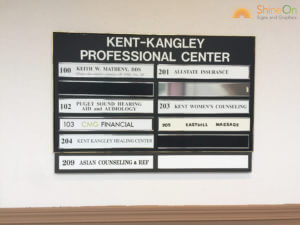 ShineOn
Signs and Graphics
KENT-KANGLEY
PROFESSIONAL CENTER
100 KEITH W. MATHENY, DDS
201 ALLSTATE INSURANCE
102 PUGET SOUND HEARING
AID and AUDIOLOGY
203 KENT WOMEN'S COUNSELING
103 CMG FINANCIAL
205 EASTHILL MASSAGE
204 KENT KANGLEY HEALING CENTER
209 ASIAN COUNSELING & REF